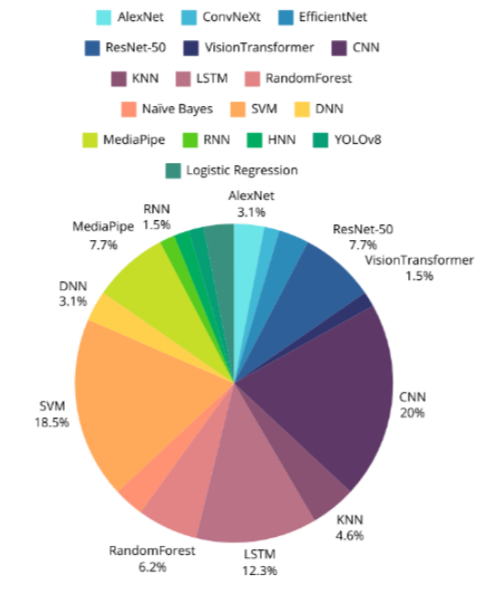 AlexNet ConvNeXt EfficientNet
ResNet-50 VisionTransformer CNN
KNN LSTM RandomForest
Naïve Bayes SVM DNN
MediaPipe RNN HNN YOLOv8
Logistic Regression
AlexNet
3.1%
RNN
1.5%
MediaPipe
7.7%
ResNet-50
7.7%
VisionTransformer
1.5%
DNN
3.1%
SVM
18.5%
CNN
20%
KNN
4.6%
RandomForest
6.2%
LSTM
12.3%